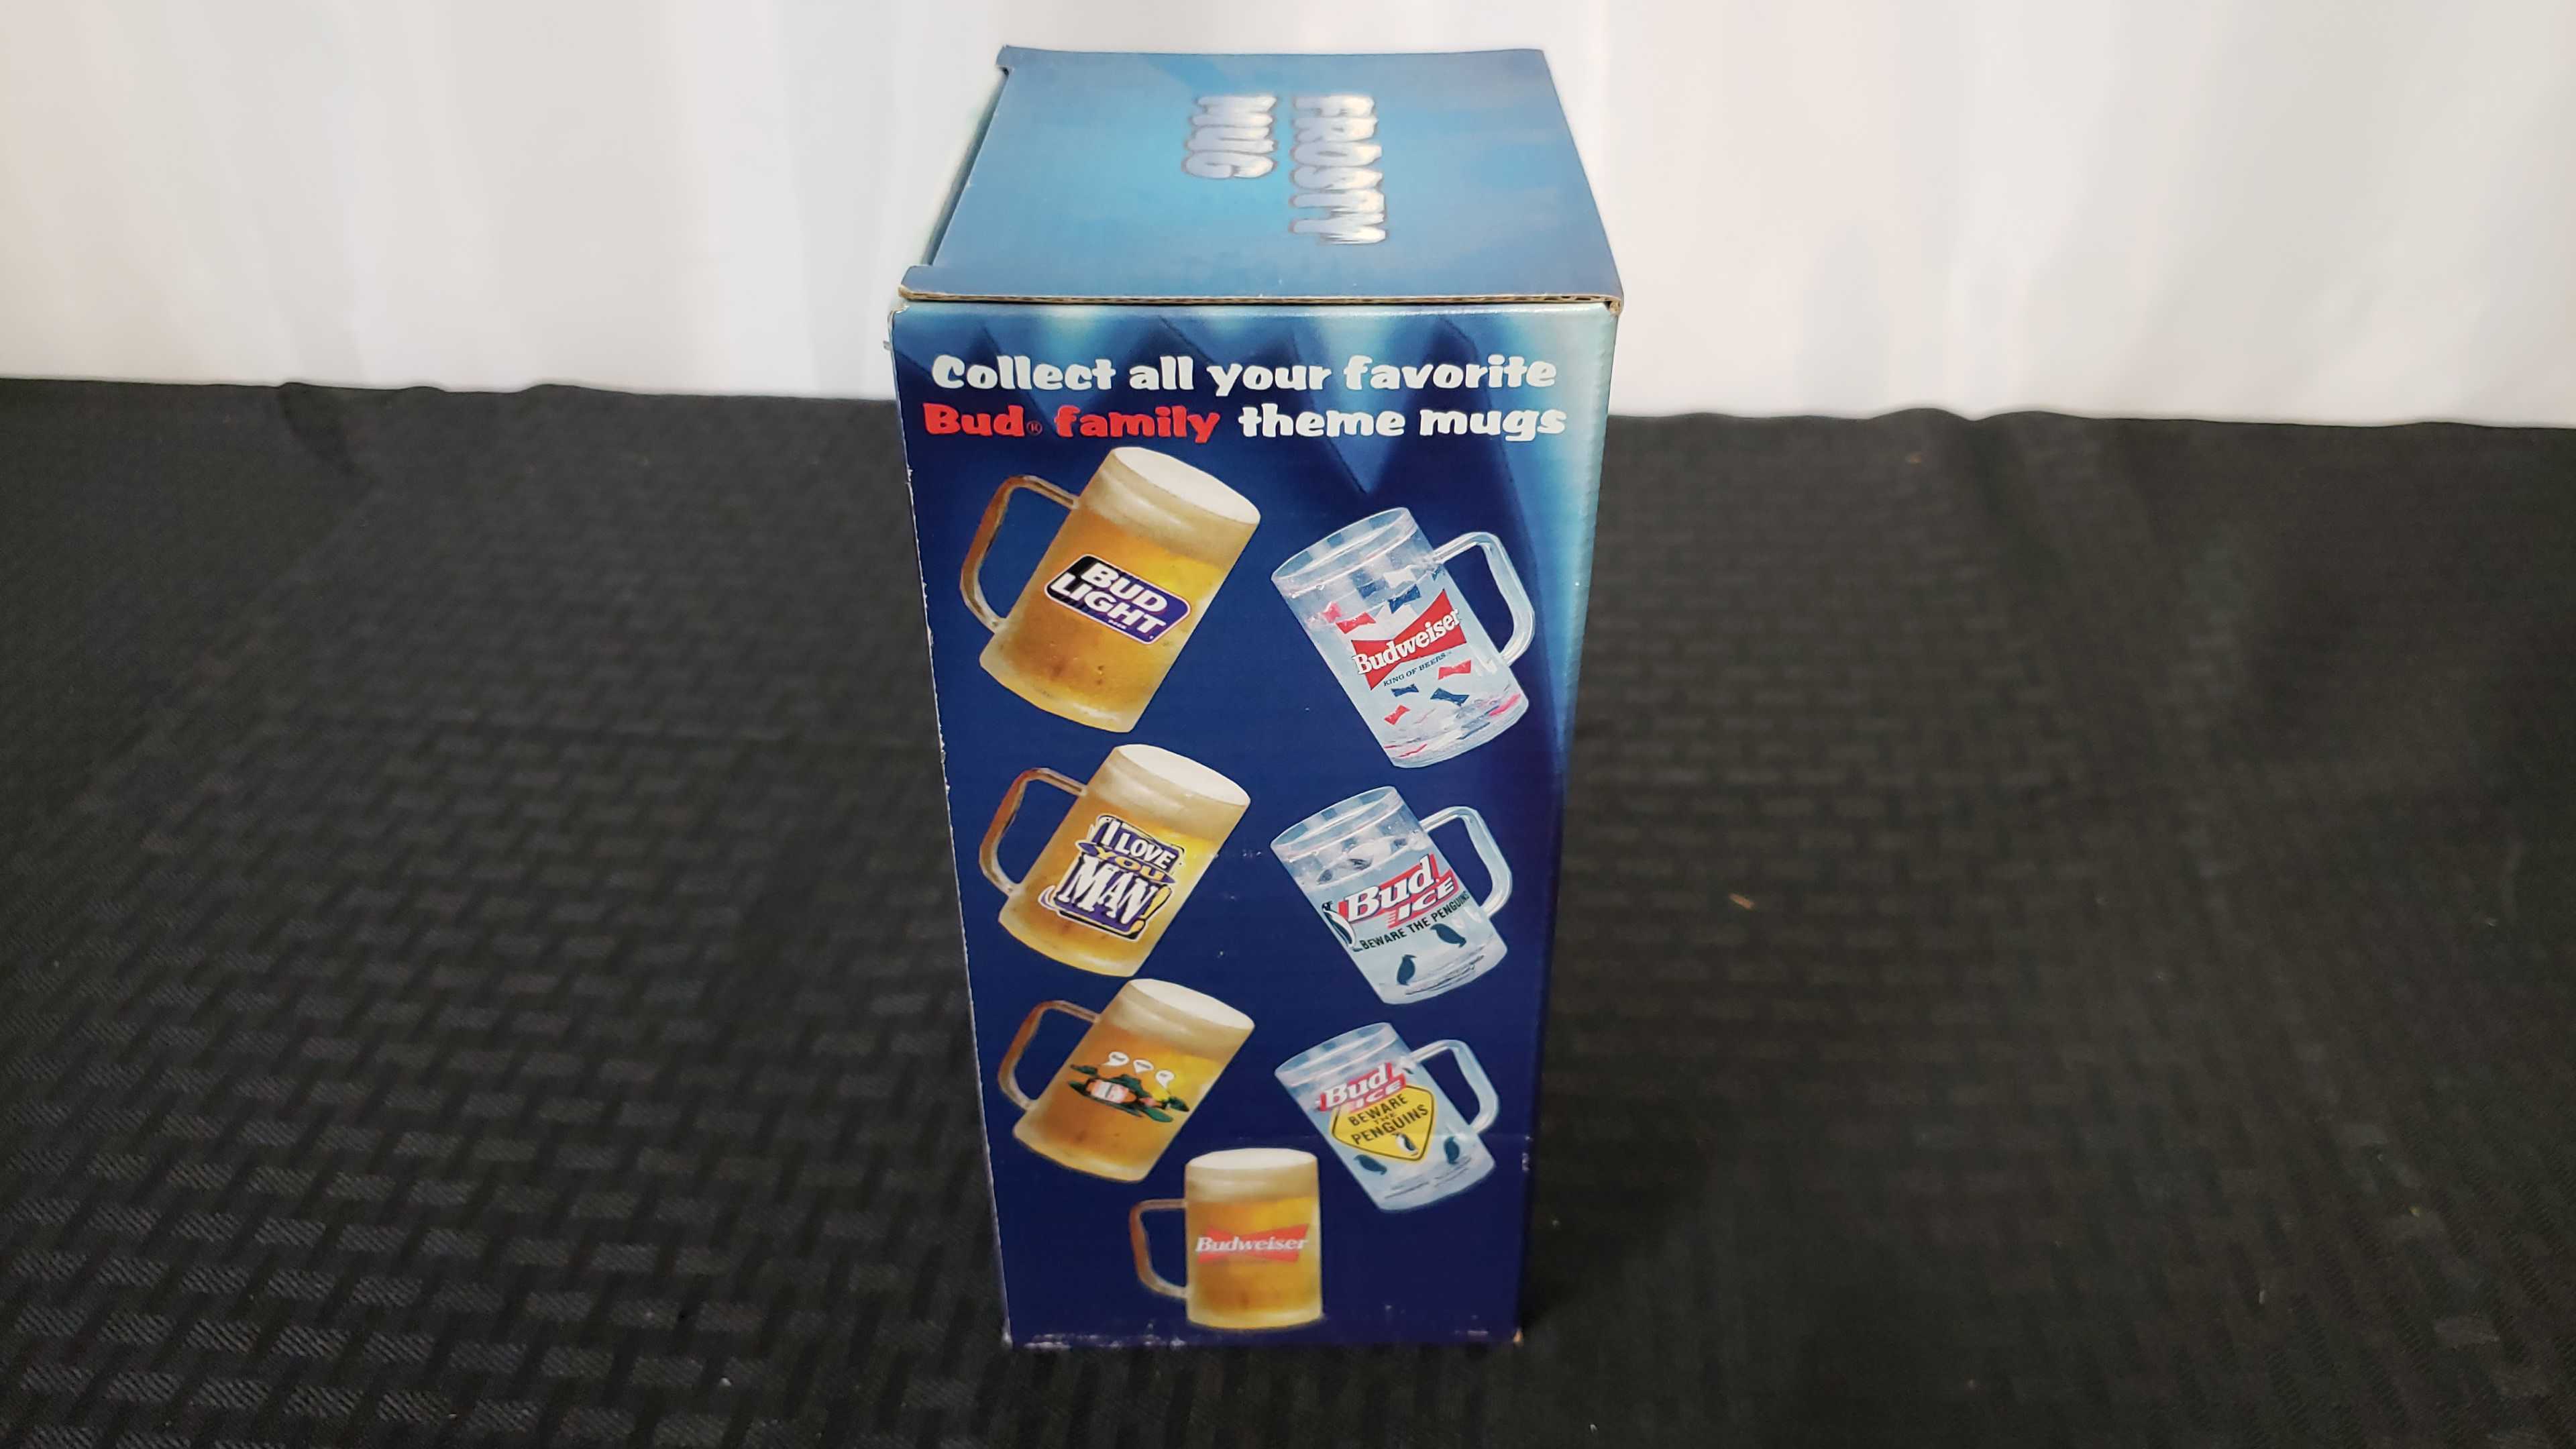 FROSTY
MUG
Collect all your favorite
Bud® family theme mugs
BUD
LIGHT
Budweiser
KING OF BEERS
I LOVE
YOU
MAN!
Bud
ICE
BEWARE THE PENGUINS
Bud
ICE
BEWARE
THE
PENGUINS
Budweiser